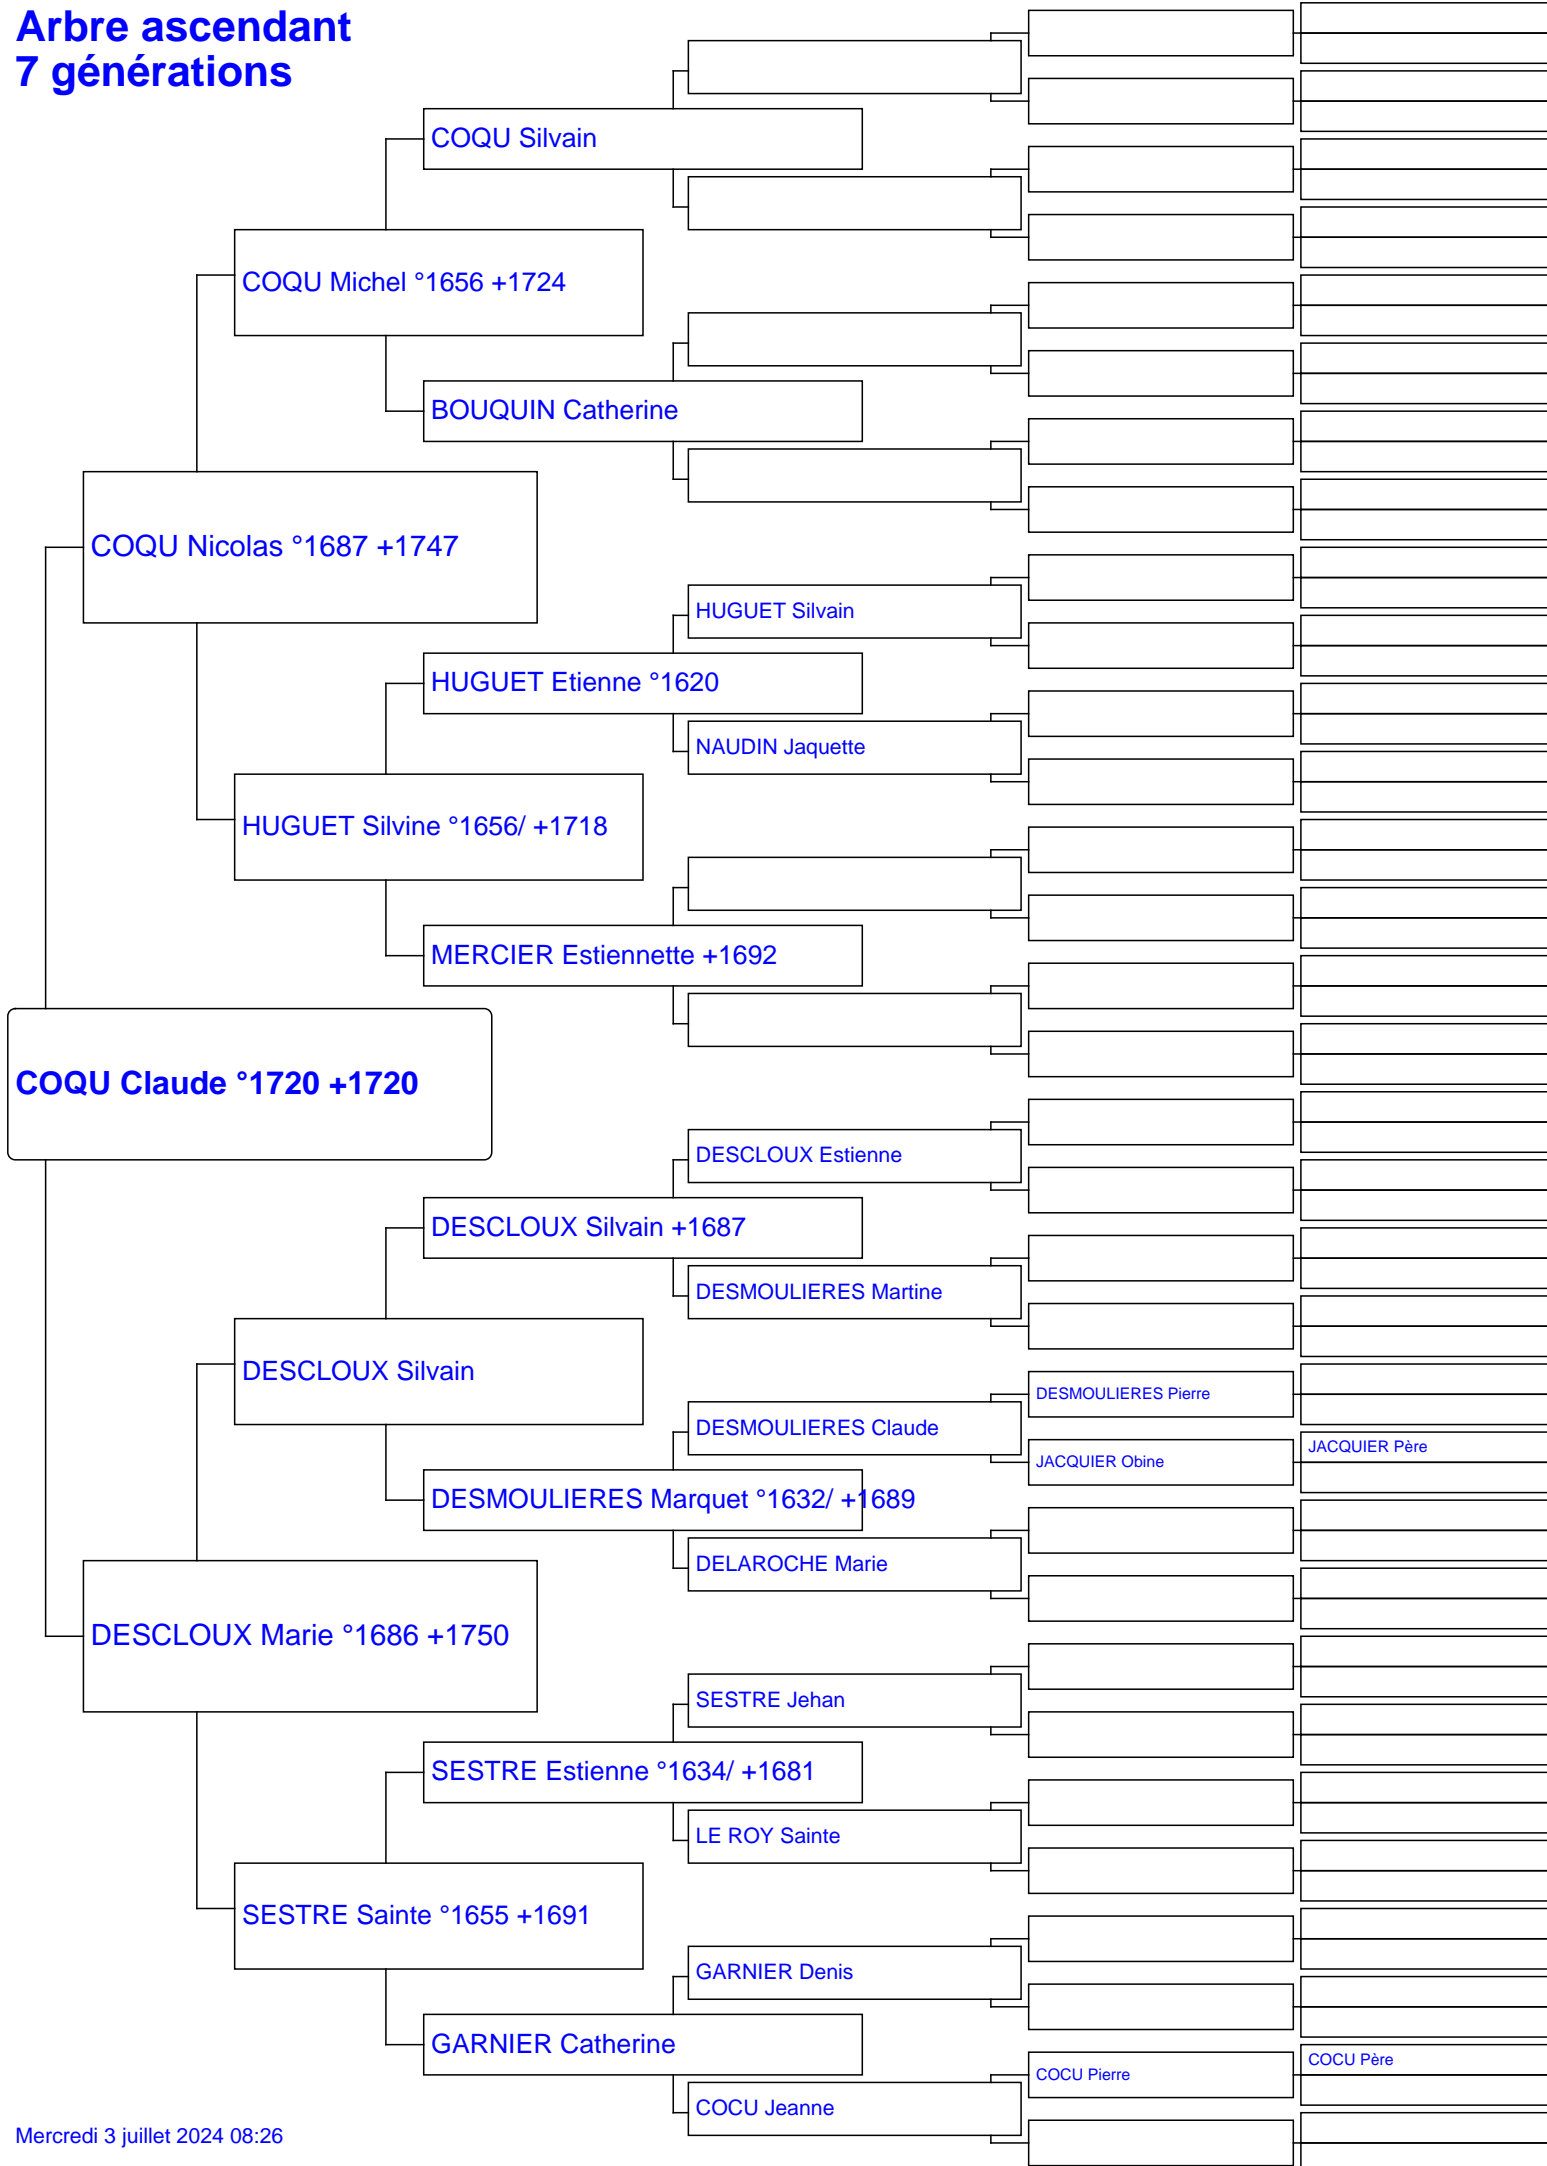 Arbre ascendant
7 générations
COQU Silvain
COQU Michel °1656 +1724
BOUQUIN Catherine
COQU Nicolas °1687 +1747
HUGUET Silvain
HUGUET Etienne °1620
NAUDIN Jaquette
HUGUET Silvine °1656/ +1718
MERCIER Estiennette +1692
COQU Claude °1720 +1720
DESCLOUX Estienne
DESCLOUX Silvain +1687
DESMOULIERES Martine
DESCLOUX Silvain
DESMOULIERES Pierre
DESMOULIERES Claude
JACQUIER Père
JACQUIER Obine
DESMOULIERES Marquet °1632/ +1689
DELAROCHE Marie
DESCLOUX Marie °1686 +1750
SESTRE Jehan
SESTRE Estienne °1634/ +1681
LE ROY Sainte
SESTRE Sainte °1655 +1691
GARNIER Denis
GARNIER Catherine
COCU Père
COCU Pierre
COCU Jeanne
Mercredi 3 juillet 2024 08:26